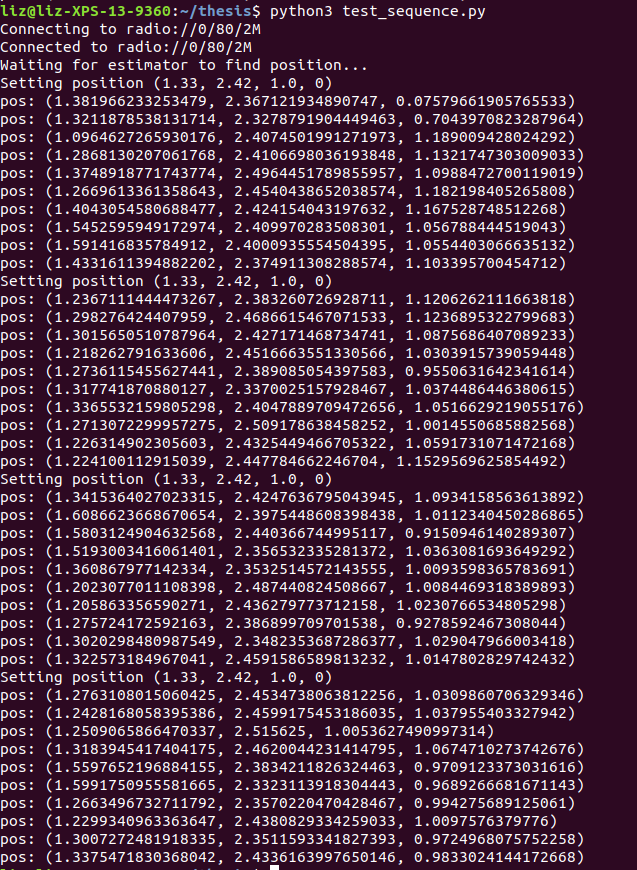 liz@liz-XPS-13-9360:~/thesis$ python3 test_sequence.py
Connecting to radio://0/80/2M
Connected to radio://0/80/2M
Waiting for estimator to find position...
Setting position (1.33, 2.42, 1.0, 0)
pos: (1.381966233253479, 2.367121934890747, 0.07579661905765533)
pos: (1.3211878538131714, 2.3278791904449463, 0.7043970823287964)
pos: (1.0964627265930176, 2.4074501991271973, 1.189009428024292)
pos: (1.2868130207061768, 2.4106698036193848, 1.1321747303009033)
pos: (1.3748918771743774, 2.4964451789855957, 1.0988472700119019)
pos: (1.2669613361358643, 2.4540438652038574, 1.182198405265808)
pos: (1.4043054580688477, 2.424154043197632, 1.167528748512268)
pos: (1.5452595949172974, 2.409970283508301, 1.056788444519043)
pos: (1.591416835784912, 2.4000935554504395, 1.0554403066635132)
pos: (1.4331611394882202, 2.374911308288574, 1.103395700454712)
Setting position (1.33, 2.42, 1.0, 0)
pos: (1.2367111444473267, 2.383260726928711, 1.1206262111663818)
pos: (1.298276424407959, 2.4686615467071533, 1.1236895322799683)
pos: (1.3015650510787964, 2.427171468734741, 1.0875686407089233)
pos: (1.218262791633606, 2.4516663551330566, 1.0303915739059448)
pos: (1.2736115455627441, 2.389085054397583, 0.9550631642341614)
pos: (1.317741870880127, 2.3370025157928467, 1.0374486446380615)
pos: (1.3365532159805298, 2.4047889709472656, 1.0516629219055176)
pos: (1.2713072299957275, 2.509178638458252, 1.0014550685882568)
pos: (1.226314902305603, 2.4325449466705322, 1.0591731071472168)
pos: (1.224100112915039, 2.447784662246704, 1.1529569625854492)
Setting position (1.33, 2.42, 1.0, 0)
pos: (1.3415364027023315, 2.4247636795043945, 1.0934158563613892)
pos: (1.6086623668670654, 2.3975448608398438, 1.0112340450286865)
pos: (1.5803124904632568, 2.440366744995117, 0.9150946140289307)
pos: (1.5193003416061401, 2.356532335281372, 1.0363081693649292)
pos: (1.360867977142334, 2.3532514572143555, 1.0093598365783691)
pos: (1.2023077011108398, 2.487440824508667, 1.0084469318389893)
pos: (1.205863356590271, 2.436279773712158, 1.0230766534805298)
pos: (1.275724172592163, 2.386899709701538, 0.9278592467308044)
pos: (1.3020298480987549, 2.3482353687286377, 1.029047966003418)
pos: (1.322573184967041, 2.4591586589813232, 1.0147802829742432)
Setting position (1.33, 2.42, 1.0, 0)
pos: (1.2763108015060425, 2.4534738063812256, 1.0309860706329346)
pos: (1.2428168058395386, 2.4599175453186035, 1.037955403327942)
pos: (1.2509065866470337, 2.515625, 1.0053627490997314)
pos: (1.3183945417404175, 2.4620044231414795, 1.0674710273742676)
pos: (1.5597652196884155, 2.3834211826324463, 0.9709123373031616)
pos: (1.5991750955581665, 2.3323113918304443, 0.9689266681671143)
pos: (1.2663496732711792, 2.3570220470428467, 0.994275689125061)
pos: (1.2299340963363647, 2.4380829334259033, 1.0097576379776)
pos: (1.3007272481918335, 2.3511593341827393, 0.9724968075752258)
pos: (1.3375471830368042, 2.4336163997650146, 0.9833024144172668)